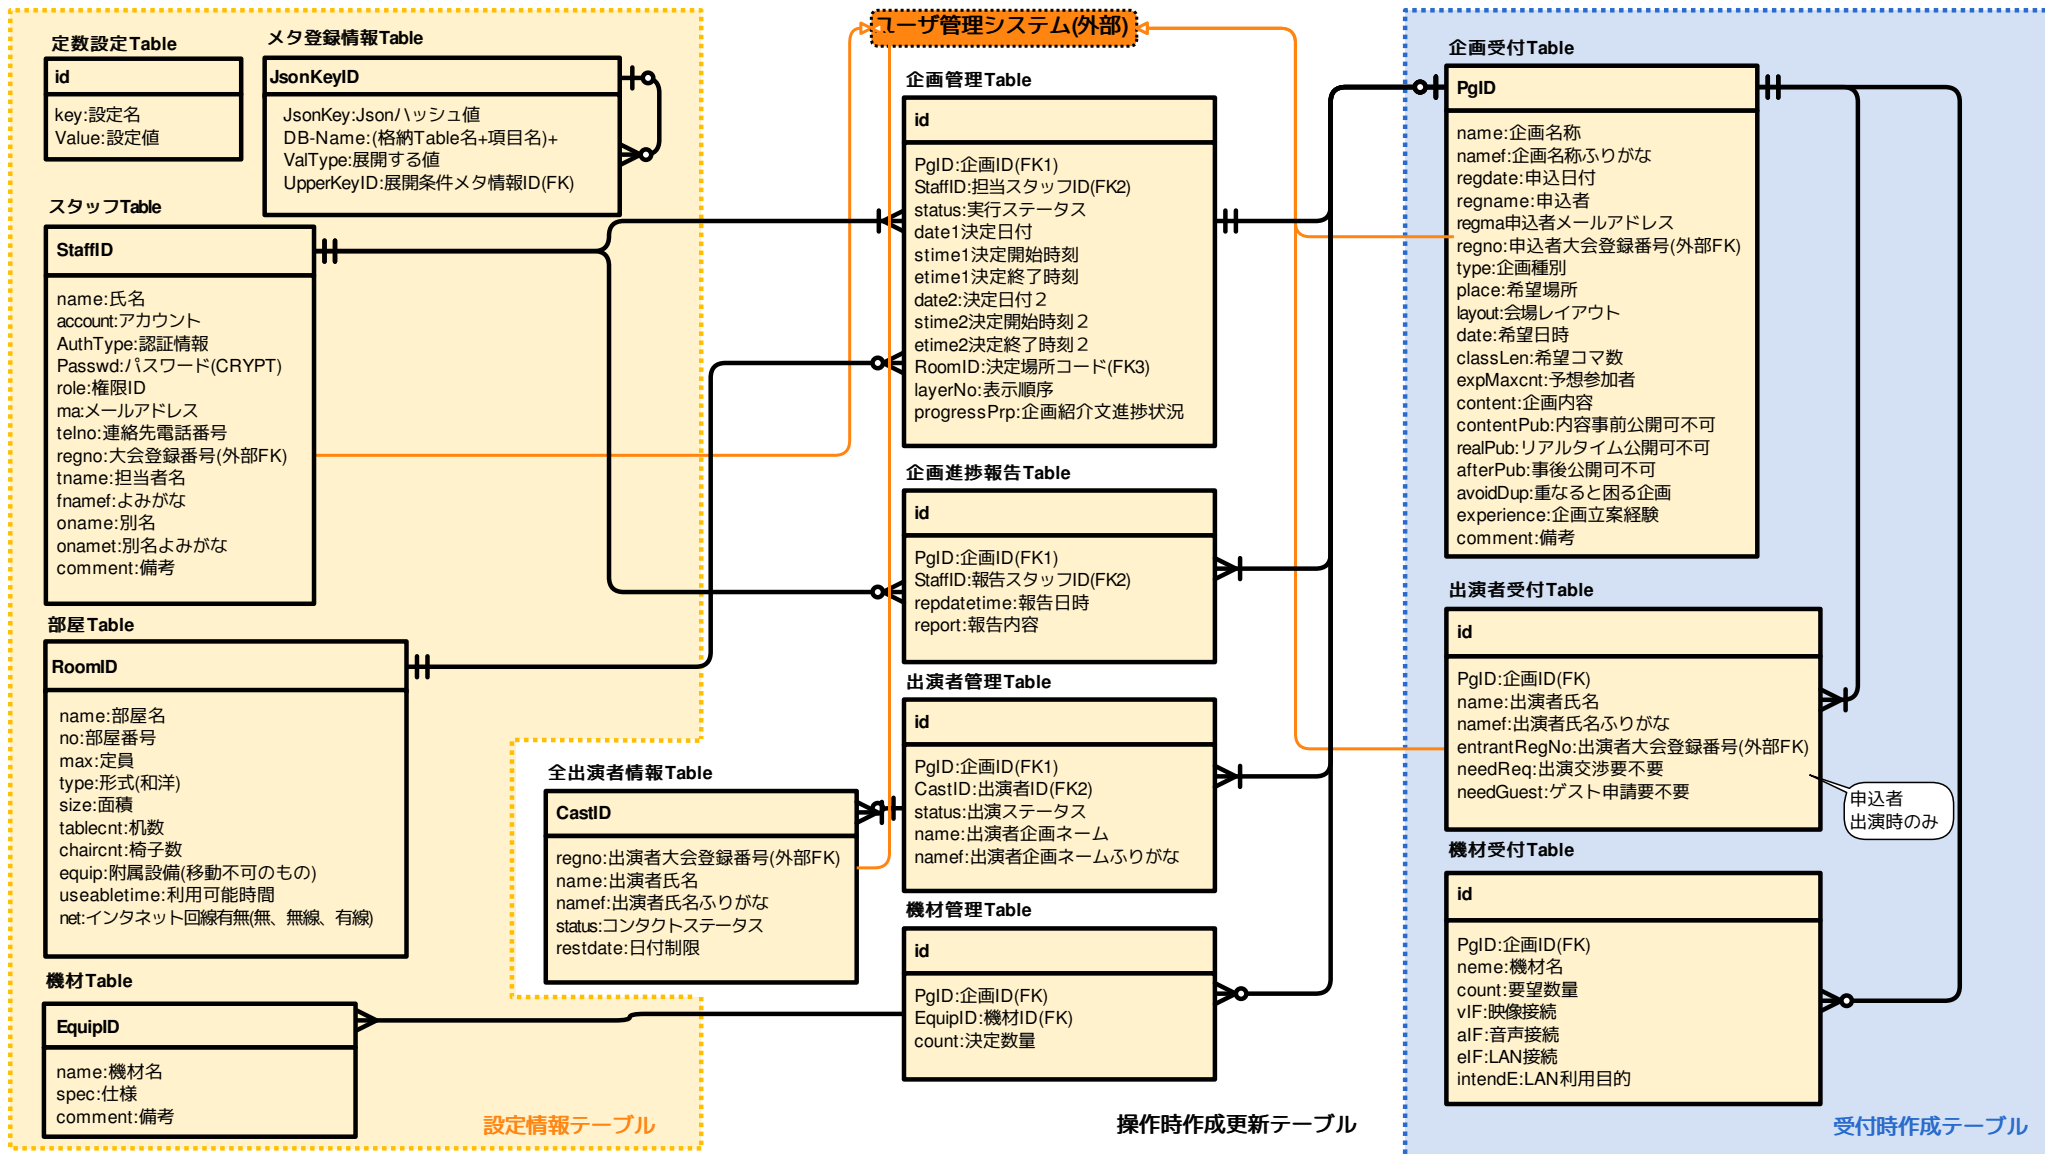 定数設定Table
id
key:設定名
Value:設定値
メタ登録情報Table
JsonKeyID
JsonKey:Jsonハッシュ値
DB-Name:(格納Table名+項目名)+
ValType:展開する値
UpperKeyID:展開条件メタ情報ID(FK)
スタッフTable
StaffID
name:氏名
account:アカウント
AuthType:認証情報
Passwd:パスワード(CRYPT)
role:権限ID
ma:メールアドレス
telno:連絡先電話番号
regno:大会登録番号(外部FK)
tname:担当者名
fnamef:よみがな
oname:別名
onamet:別名よみがな
comment:備考
部屋Table
RoomID
name:部屋名
no:部屋番号
max:定員
type:形式(和洋)
size:面積
tablecnt:机数
chaircnt:椅子数
equip:附属設備(移動不可のもの)
useabletime:利用可能時間
net:インタネット回線有無(無、無線、有線)
機材Table
EquipID
name:機材名
spec:仕様
comment:備考
設定情報テーブル
全出演者情報Table
CastID
regno:出演者大会登録番号(外部FK)
name:出演者氏名
namef:出演者氏名ふりがな
status:コンタクトステータス
restdate:日付制限
ユーザ管理システム(外部)
企画管理Table
id
PgID:企画ID(FK1)
StaffID:担当スタッフID(FK2)
status:実行ステータス
date1決定日付
stime1決定開始時刻
etime1決定終了時刻
date2:決定日付２
stime2決定開始時刻２
etime2決定終了時刻２
RoomID:決定場所コード(FK3)
layerNo:表示順序
progressPrp:企画紹介文進捗状況
企画進捗報告Table
id
PgID:企画ID(FK1)
StaffID:報告スタッフID(FK2)
repdatetime:報告日時
report:報告内容
出演者管理Table
id
PgID:企画ID(FK1)
CastID:出演者ID(FK2)
status:出演ステータス
name:出演者企画ネーム
namef:出演者企画ネームふりがな
機材管理Table
id
PgID:企画ID(FK)
EquipID:機材ID(FK)
count:決定数量
操作時作成更新テーブル
企画受付Table
PgID
name:企画名称
namef:企画名称ふりがな
regdate:申込日付
regname:申込者
regma申込者メールアドレス
regno:申込者大会登録番号(外部FK)
type:企画種別
place:希望場所
layout:会場レイアウト
date:希望日時
classLen:希望コマ数
expMaxcnt:予想参加者
content:企画内容
contentPub:内容事前公開可不可
realPub:リアルタイム公開可不可
afterPub:事後公開可不可
avoidDup:重なると困る企画
experience:企画立案経験
comment:備考
出演者受付Table
id
PgID:企画ID(FK)
name:出演者氏名
namef:出演者氏名ふりがな
entrantRegNo:出演者大会登録番号(外部FK)
needReq:出演交渉要不要
needGuest:ゲスト申請要不要
申込者
出演時のみ
機材受付Table
id
PgID:企画ID(FK)
neme:機材名
count:要望数量
vIF:映像接続
aIF:音声接続
eIF:LAN接続
intendE:LAN利用目的
受付時作成テーブル